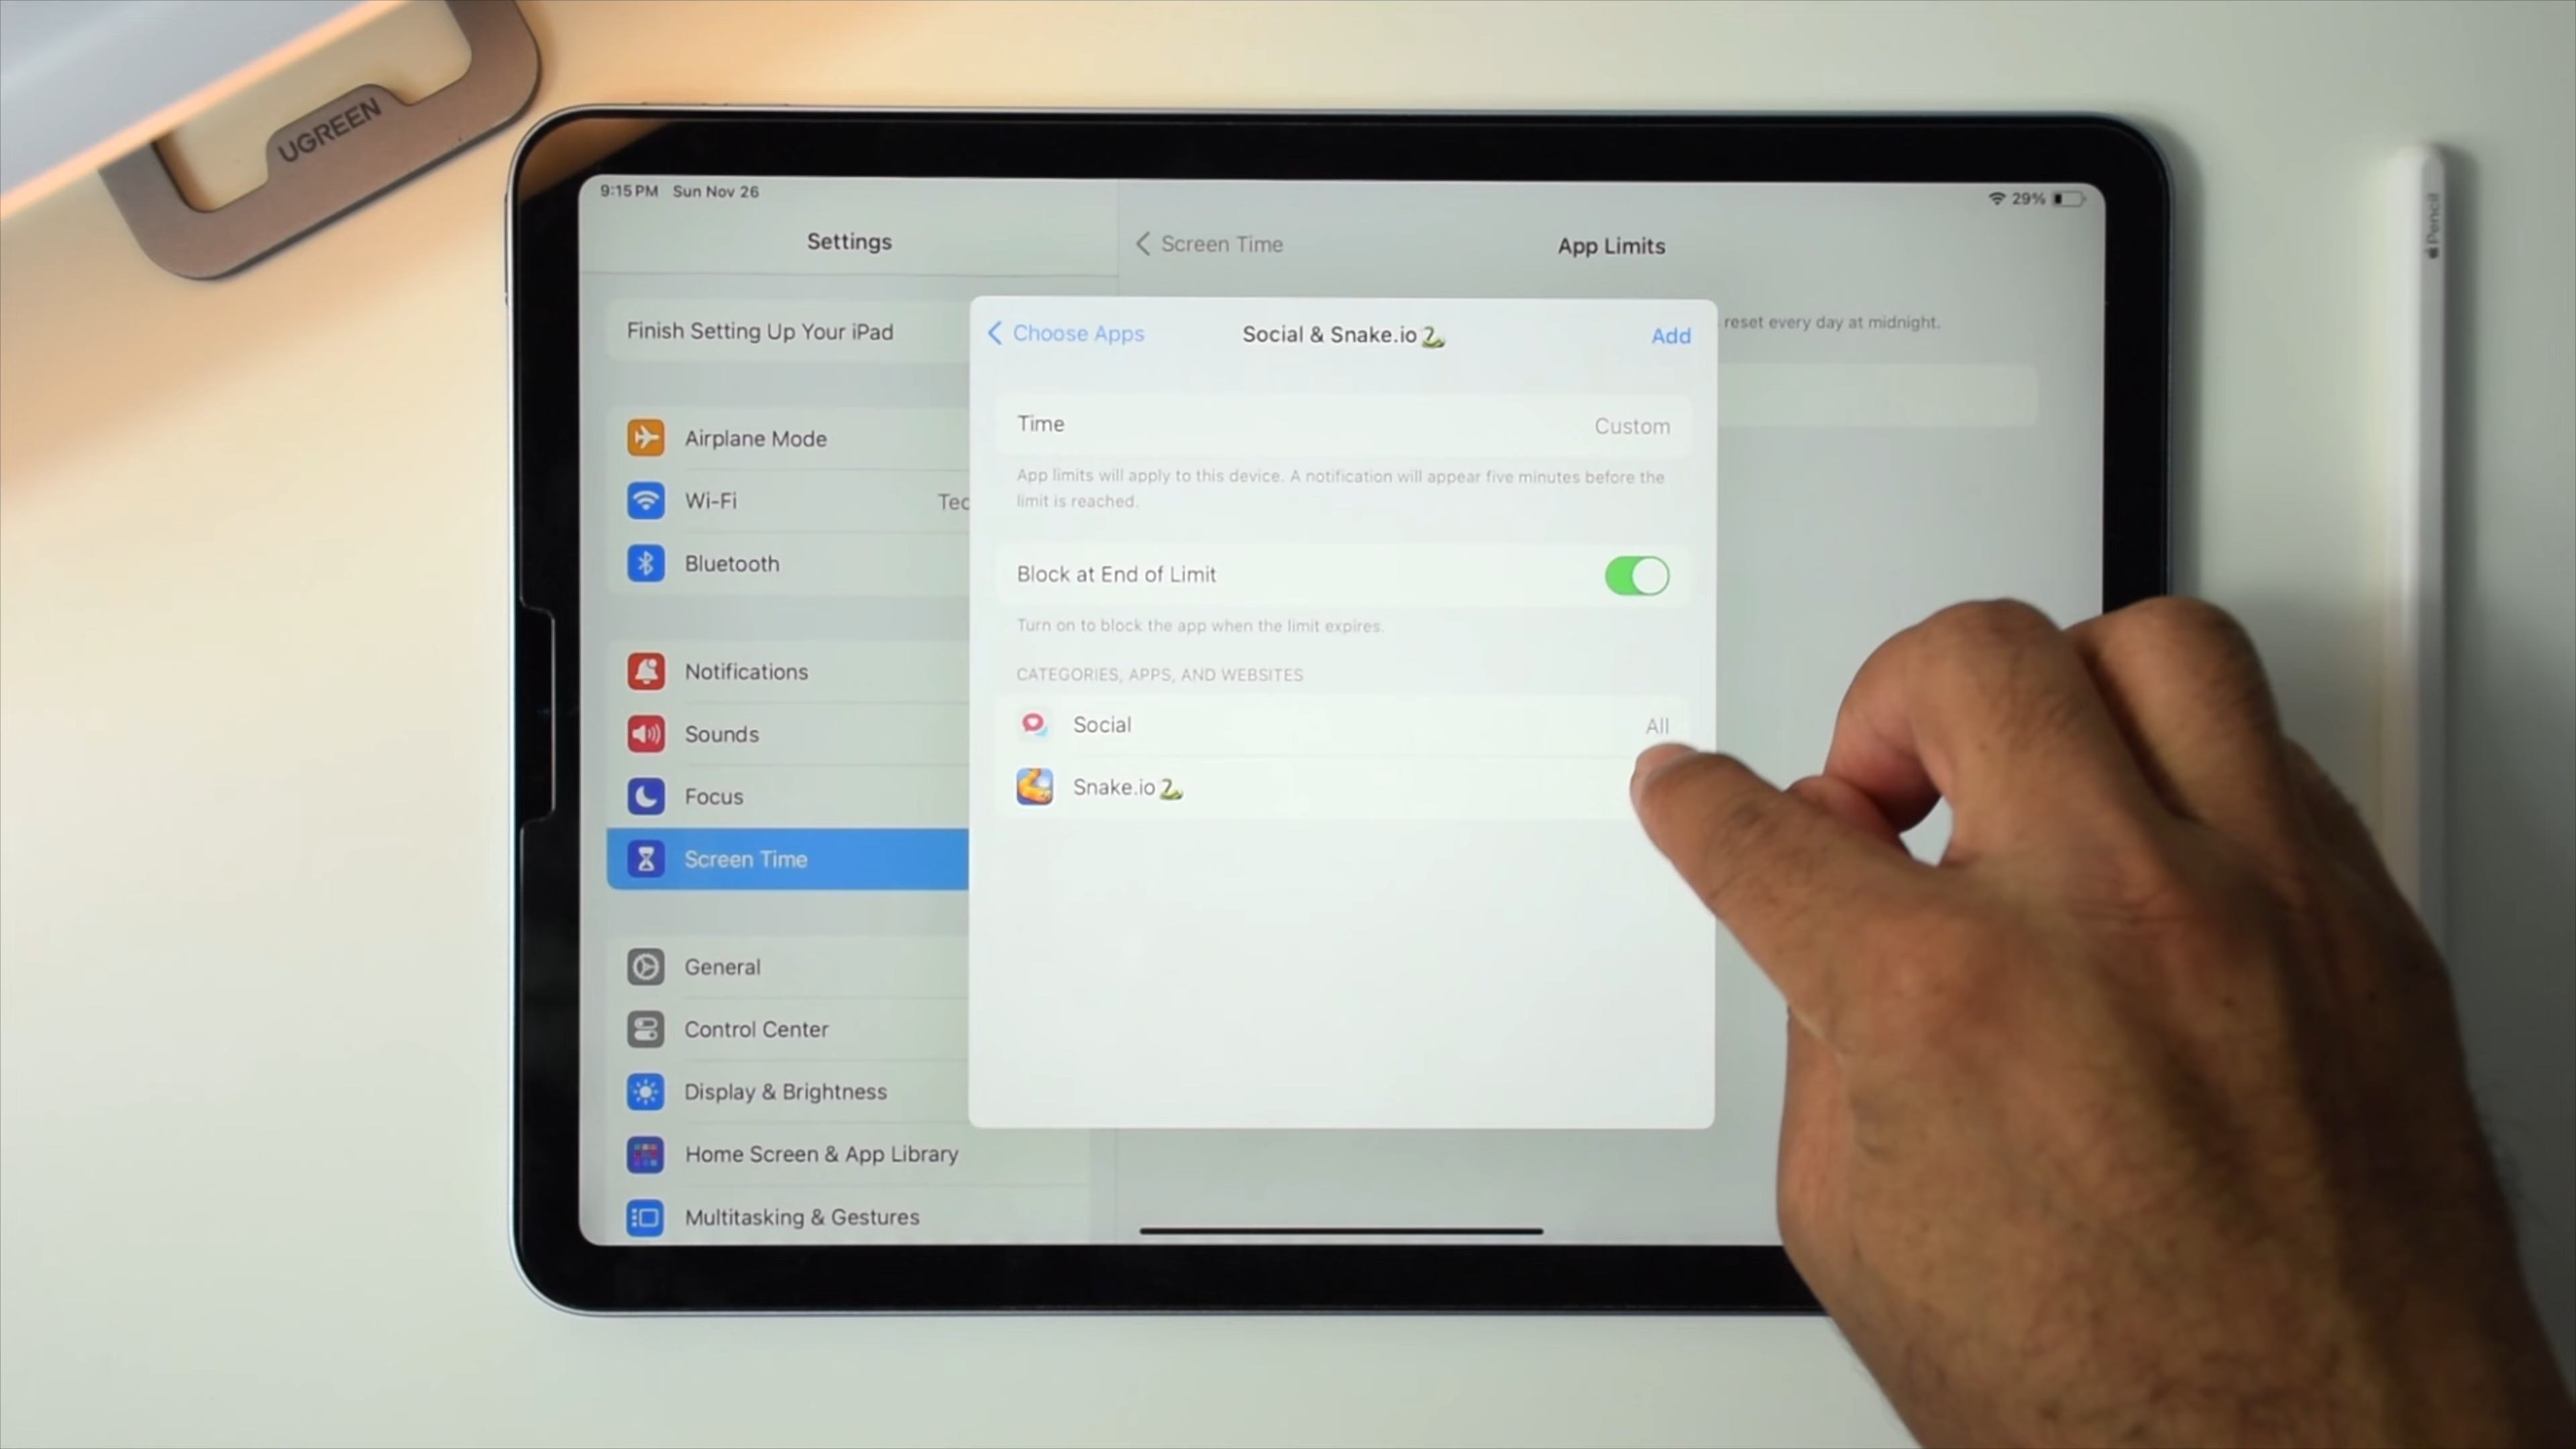 UGREEN
9:15 PM Sun Nov 26
29%
Settings
Screen Time
App Limits
reset every day at midnight.
Finish Setting Up Your iPad
Airplane Mode
Wi-Fi
Tec
Bluetooth
Notifications
Sounds
Focus
Screen Time
General
Control Center
Display & Brightness
Home Screen & App Library
Multitasking & Gestures
Choose Apps
Social & Snake.io🐍
Add
Time
Custom
App limits will apply to this device. A notification will appear five minutes before the
limit is reached.
Block at End of Limit
Turn on to block the app when the limit expires.
CATEGORIES, APPS, AND WEBSITES
Social
All
Snake.io🐍
Pencil